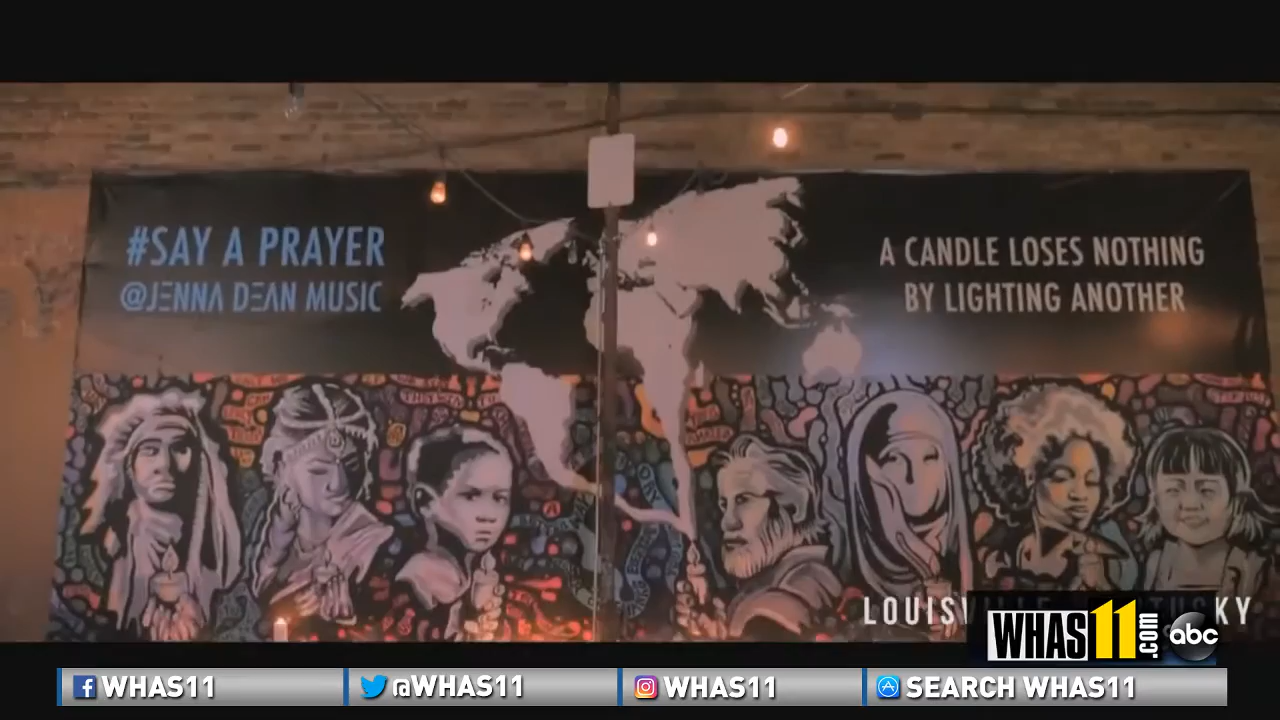 #SAY A PRAYER
@JENNA DEAN MUSIC
A CANDLE LOSES NOTHING
BY LIGHTING ANOTHER
WHAS11.com
abc
WHAS11
@WHAS11
WHAS11
SEARCH WHAS11